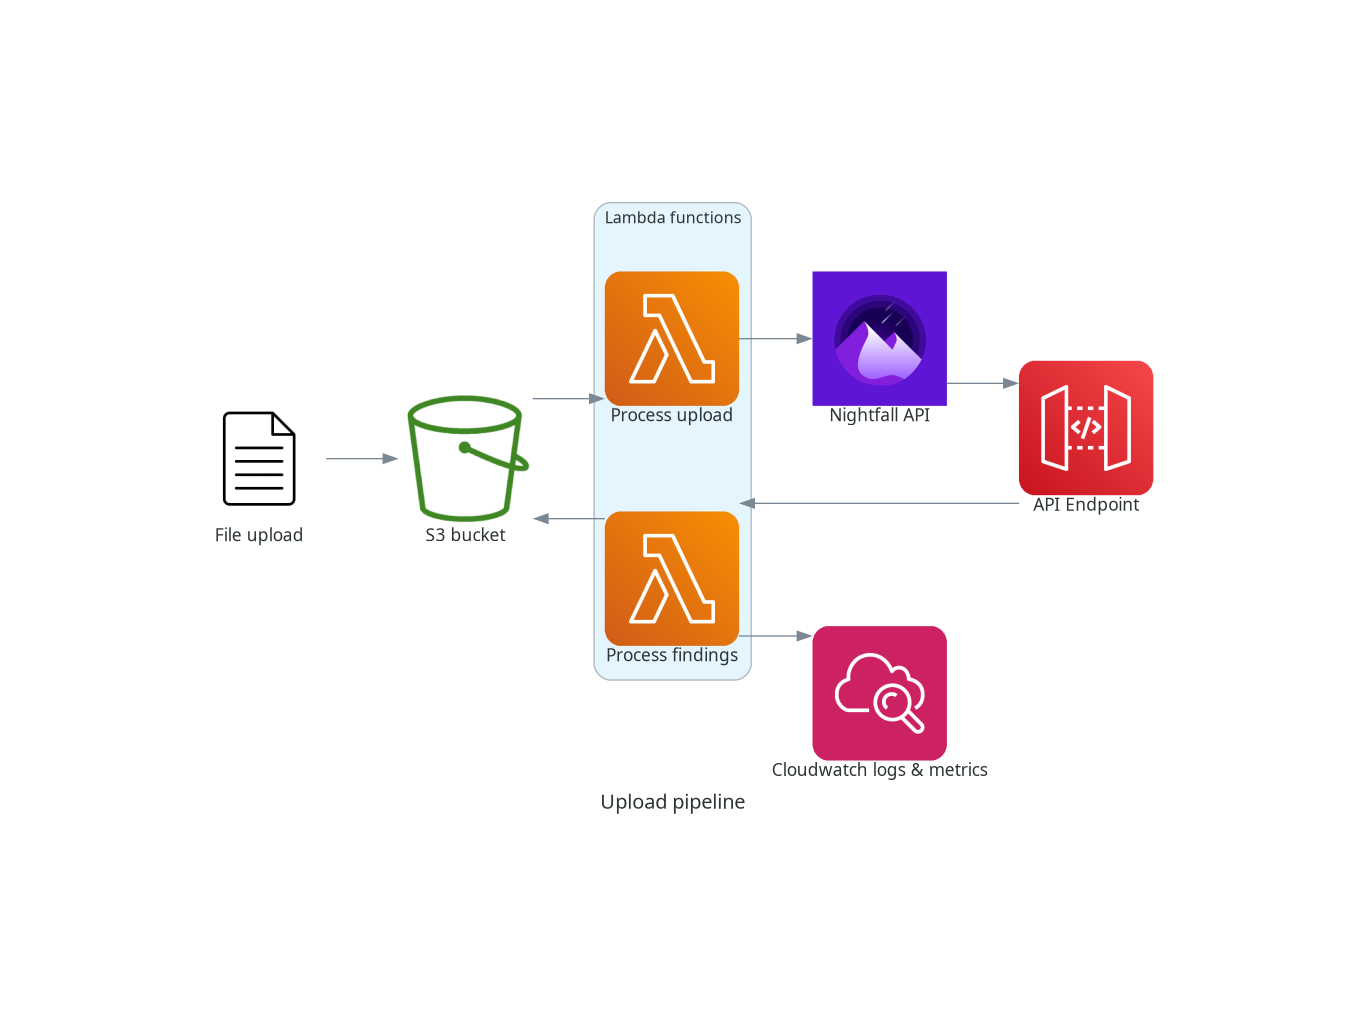 Lambda functions
Process upload
Nightfall API
File upload
S3 bucket
API Endpoint
Process findings
Cloudwatch logs & metrics
Upload pipeline